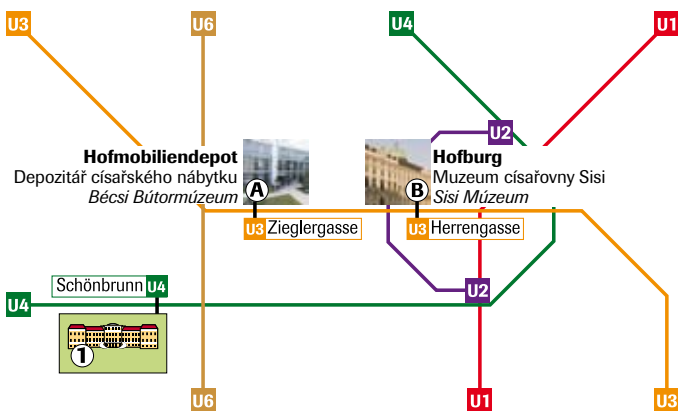 U3
U6
U4
U1
U2
Hofmobiliendepot
Depozitář císařského nábytku
Bécsi Bútormúzeum
A
B
Hofburg
Muzeum císařovny Sisi
Sisi Múzeum
U3 Zieglergasse
U3 Herrengasse
Schönbrunn U4
U4
U2
1
U6
U1
U3